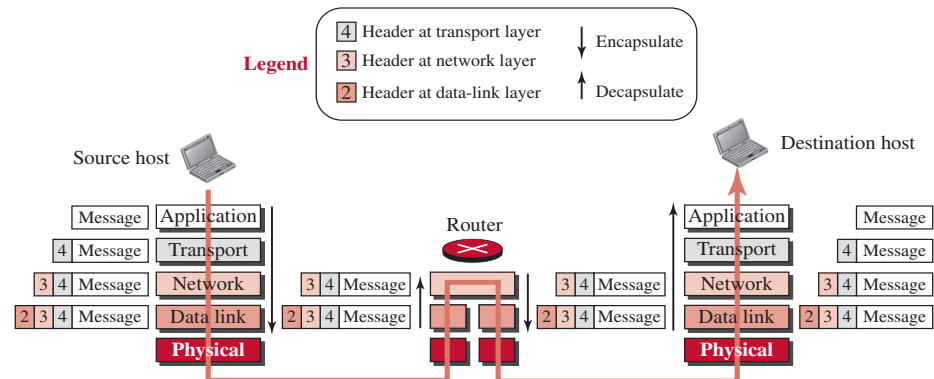 4 Header at transport layer
Encapsulate
Legend
3 Header at network layer
2 Header at data-link layer
Decapsulate
Source host
Destination host
Message
Application
Router
Application
Message
4 Message
Transport
Transport
4 Message
3 4 Message
Network
3 4 Message
3 4 Message
Network
3 4 Message
2 3 4 Message
Data link
2 3 4 Message
2 3 4 Message
Data link
2 3 4 Message
Physical
Physical